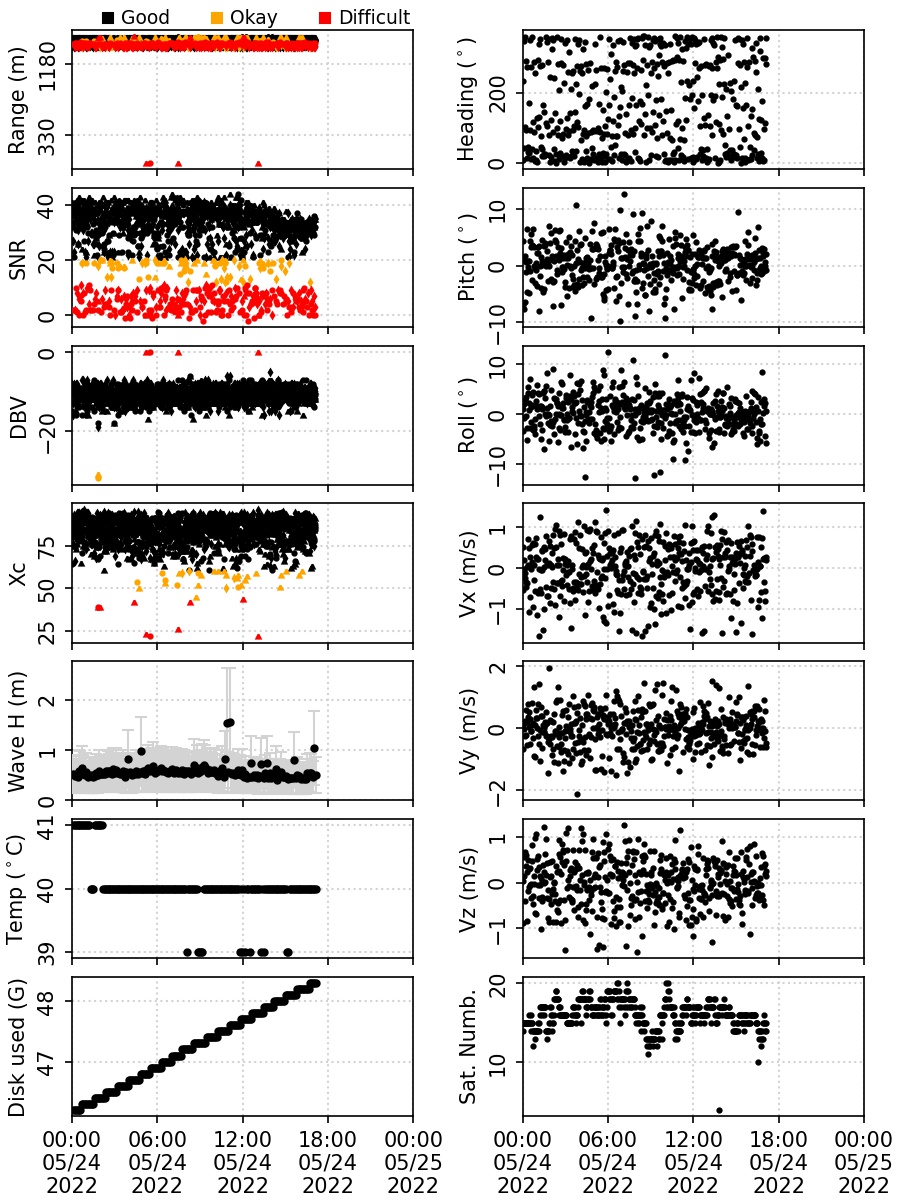 Good Okay Difficult
Range (m)
1180
330
Heading (°)
200
0
SNR
40
20
0
Pitch (°)
10
0
−10
DBV
0
−20
Roll (°)
10
0
−10
Xc
75
50
25
Vx (m/s)
1
0
−1
Wave H (m)
2
1
0
Vy (m/s)
2
0
−2
Temp (°C)
41
40
39
Vz (m/s)
1
0
−1
Disk used (G)
48
47
Sat. Numb.
20
10
00:00 06:00 12:00 18:00 00:00
05/24 05/24 05/24 05/24 05/25
2022 2022 2022 2022 2022
00:00 06:00 12:00 18:00 00:00
05/24 05/24 05/24 05/24 05/25
2022 2022 2022 2022 2022